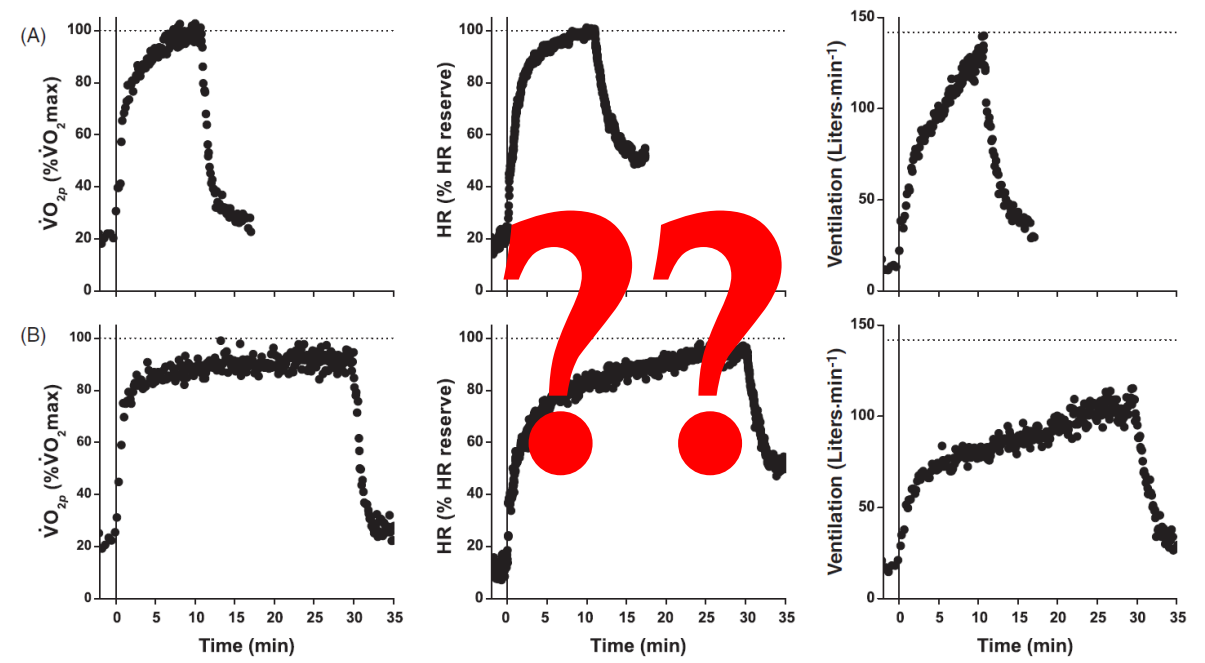 (A)
V̇O₂ₚ (%V̇O₂max)
100
80
60
40
20
0
HR (% HR reserve)
100
80
60
40
20
0
Ventilation (Liters·min⁻¹)
150
100
50
0
(B)
V̇O₂ₚ (%V̇O₂max)
100
80
60
40
20
0
0 5 10 15 20 25 30 35
Time (min)
HR (% HR reserve)
100
80
60
40
20
0
0 5 10 15 20 25 30 35
Time (min)
Ventilation (Liters·min⁻¹)
150
100
50
0
0 5 10 15 20 25 30 35
Time (min)
??